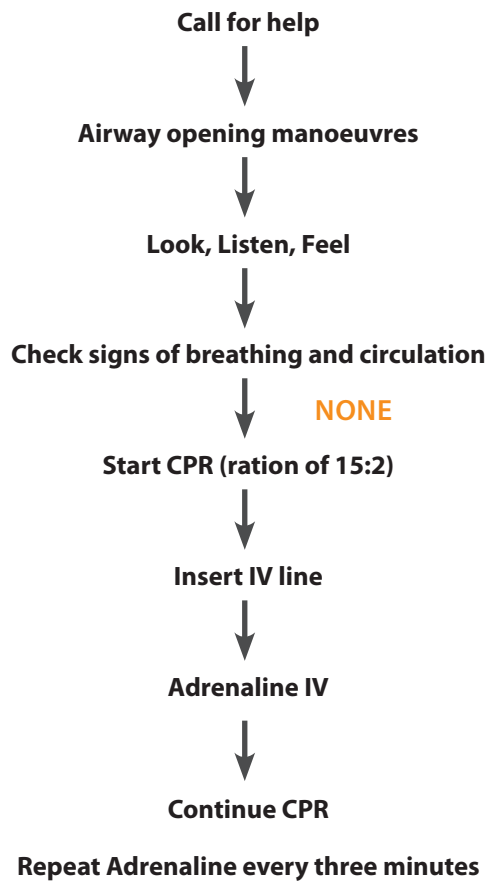 Call for help
Airway opening manoeuvres
Look, Listen, Feel
Check signs of breathing and circulation
NONE
Start CPR (ration of 15:2)
Insert IV line
Adrenaline IV
Continue CPR
Repeat Adrenaline every three minutes